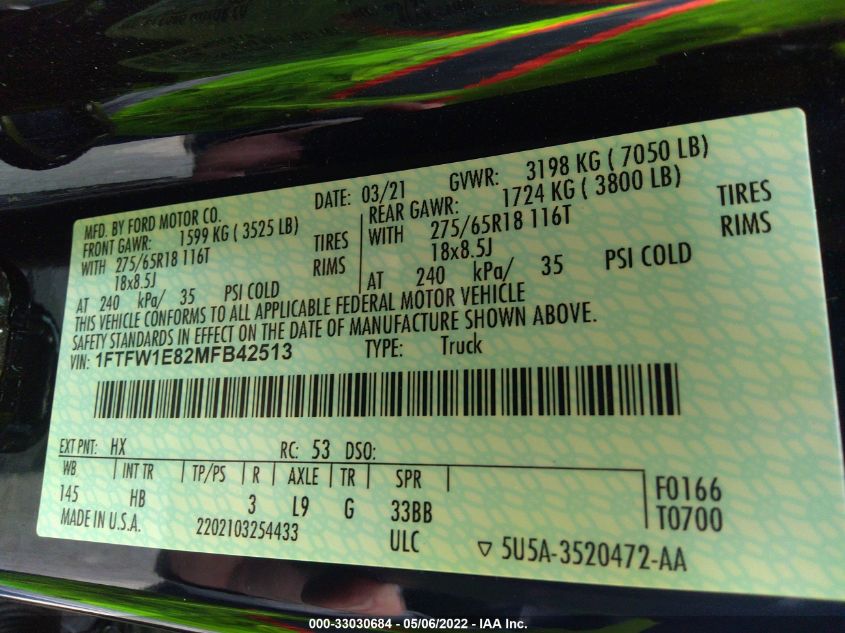 MFD. BY FORD MOTOR CO.
DATE: 03/21 GVWR: 3198 KG ( 7050 LB)
FRONT GAWR: 1599 KG ( 3525 LB)
REAR GAWR: 1724 KG ( 3800 LB)
WITH 275/65R18 116T TIRES
WITH 275/65R18 116T TIRES
18x8.5J RIMS
18x8.5J RIMS
AT 240 kPa/ 35 PSI COLD
AT 240 kPa/ 35 PSI COLD
THIS VEHICLE CONFORMS TO ALL APPLICABLE FEDERAL MOTOR VEHICLE
SAFETY STANDARDS IN EFFECT ON THE DATE OF MANUFACTURE SHOWN ABOVE.
VIN: 1FTFW1E82MFB42513 TYPE: Truck
EXT PNT: HX RC: 53 DSO:
WB INT TR TP/PS R AXLE TR SPR
145 HB 3 L9 G 33BB
F0166
T0700
MADE IN U.S.A. 2202103254433 ULC
▽ 5U5A-3520472-AA
000-33030684 - 05/06/2022 - IAA Inc.